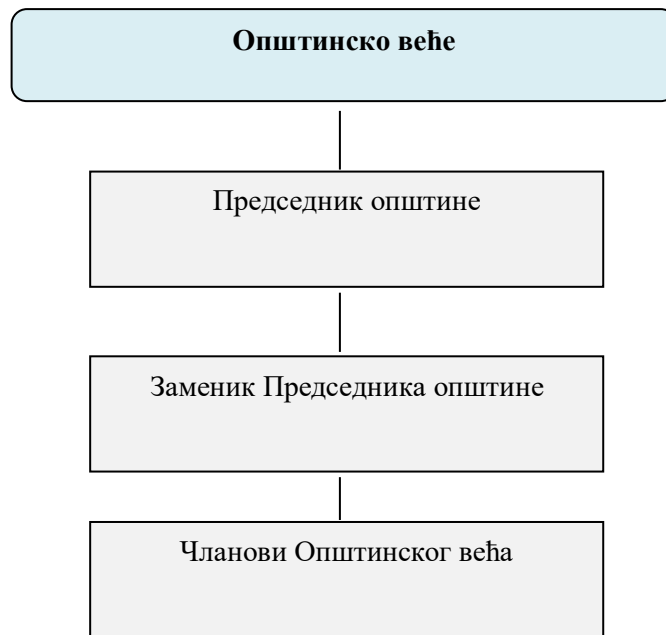 Општинско веће
Председник општине
Заменик Председника општине
Чланови Општинског већа